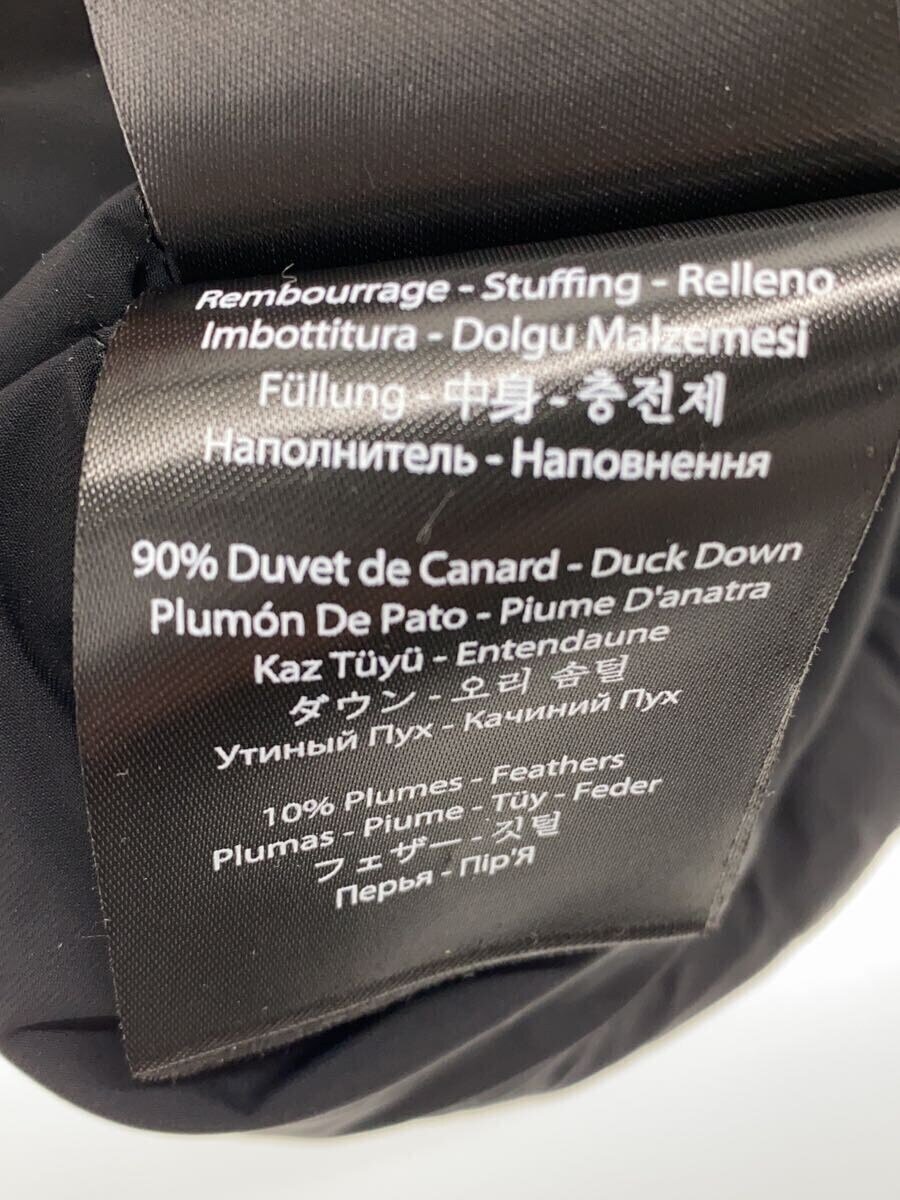 Rembourrage - Stuffing - Relleno
Imbottitura - Dolgu Malzemesi
Füllung - 中身 - 충전제
Наполнитель - Наповнення
90% Duvet de Canard - Duck Down
Plumón De Pato - Piume D'anatra
Kaz Tüyü - Entendaune
ダウン - 오리 솜털
Утиный Пух - Качиний Пух
10% Plumes - Feathers
Plumas - Piume - Tüy - Feder
フェザー - 깃털
Перья - Пір'Я